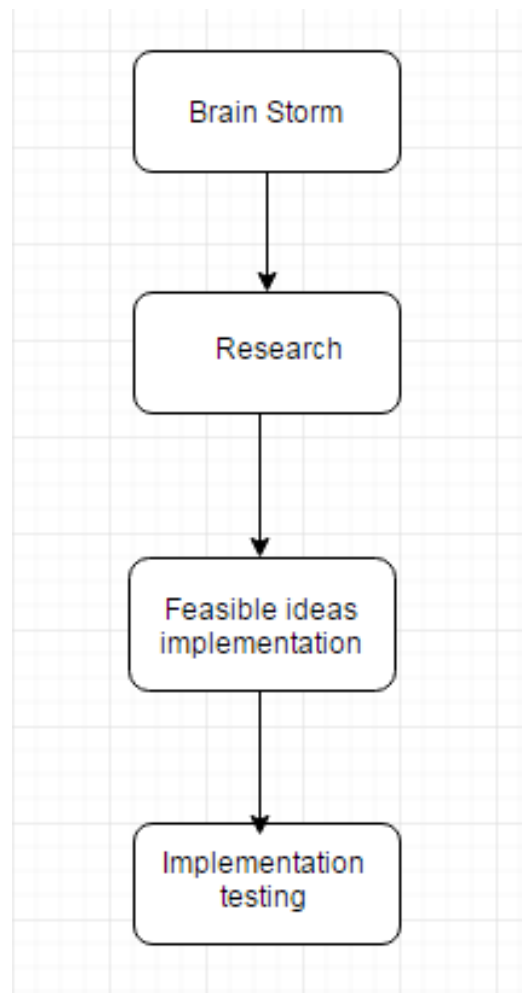 Brain Storm
Research
Feasible ideas
implementation
Implementation
testing